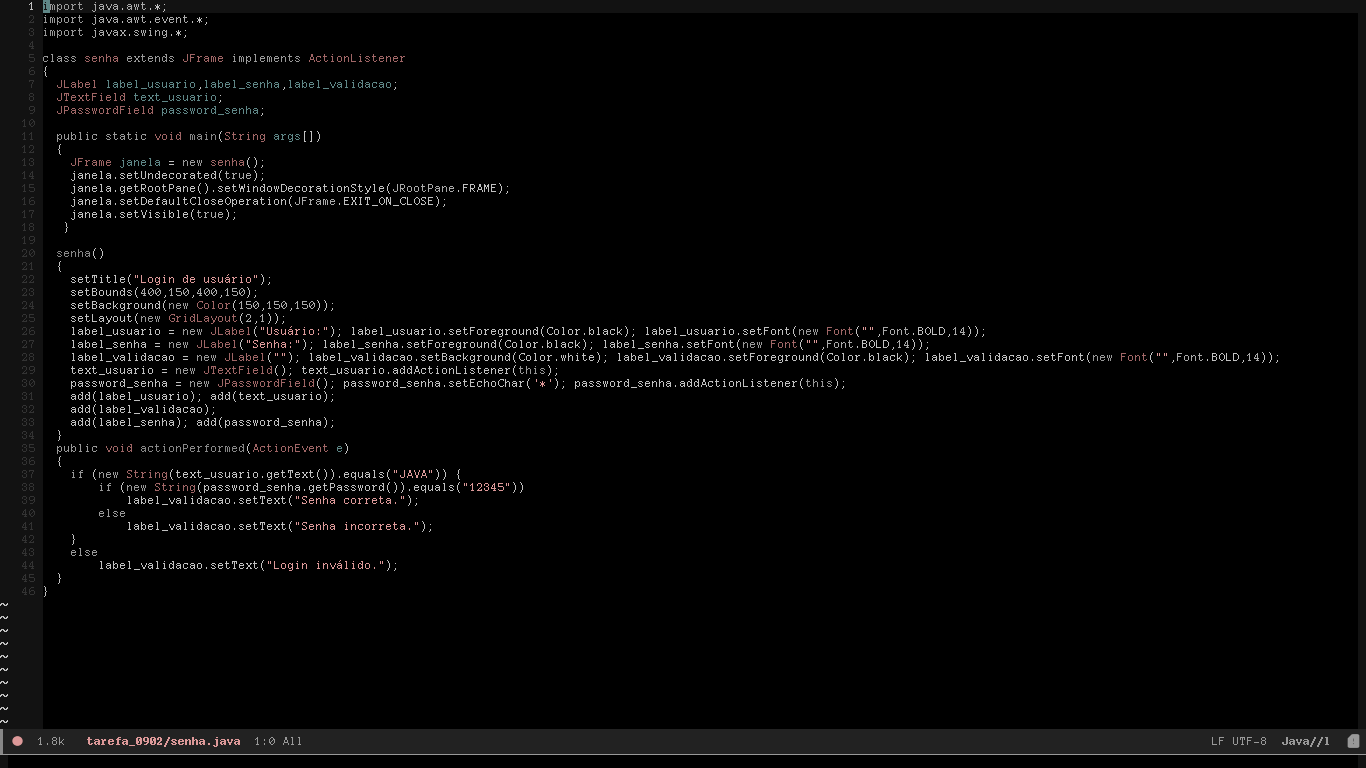 1 import java.awt.*;
2 import java.awt.event.*;
3 import javax.swing.*;
4
5 class senha extends JFrame implements ActionListener
6 {
7   JLabel label_usuario,label_senha,label_validacao;
8   JTextField text_usuario;
9   JPasswordField password_senha;
10
11   public static void main(String args[])
12   {
13     JFrame janela = new senha();
14     janela.setUndecorated(true);
15     janela.getRootPane().setWindowDecorationStyle(JRootPane.FRAME);
16     janela.setDefaultCloseOperation(JFrame.EXIT_ON_CLOSE);
17     janela.setVisible(true);
18    }
19
20   senha()
21   {
22     setTitle("Login de usuário");
23     setBounds(400,150,400,150);
24     setBackground(new Color(150,150,150));
25     setLayout(new GridLayout(2,1));
26     label_usuario = new JLabel("Usuário:"); label_usuario.setForeground(Color.black); label_usuario.setFont(new Font("",Font.BOLD,14));
27     label_senha = new JLabel("Senha:"); label_senha.setForeground(Color.black); label_senha.setFont(new Font("",Font.BOLD,14));
28     label_validacao = new JLabel(""); label_validacao.setBackground(Color.white); label_validacao.setForeground(Color.black); label_validacao.setFont(new Font("",Font.BOLD,14));
29     text_usuario = new JTextField(); text_usuario.addActionListener(this);
30     password_senha = new JPasswordField(); password_senha.setEchoChar('*'); password_senha.addActionListener(this);
31     add(label_usuario); add(text_usuario);
32     add(label_validacao);
33     add(label_senha); add(password_senha);
34   }
35   public void actionPerformed(ActionEvent e)
36   {
37     if (new String(text_usuario.getText()).equals("JAVA")) {
38         if (new String(password_senha.getPassword()).equals("12345"))
39             label_validacao.setText("Senha correta.");
40         else
41             label_validacao.setText("Senha incorreta.");
42     }
43     else
44         label_validacao.setText("Login inválido.");
45   }
46 }
~
~
~
~
~
~
~
~
~
~
1.8k tarefa_0902/senha.java 1:0 All LF UTF-8 Java//l